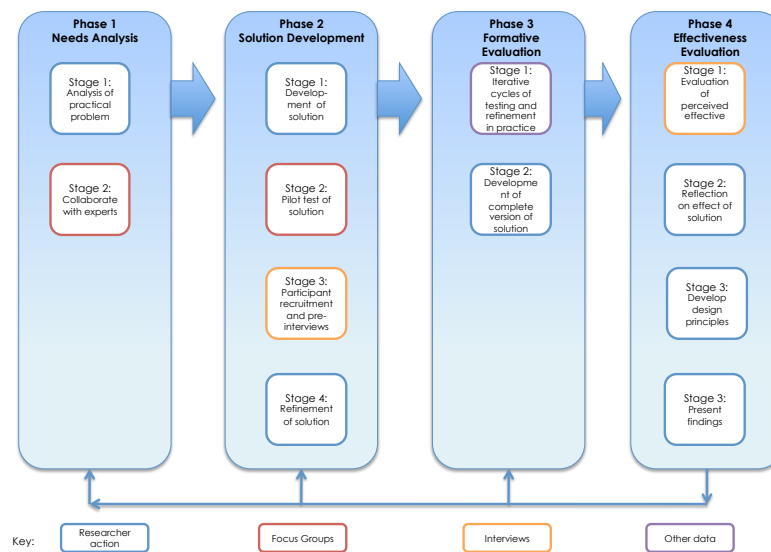 Phase 1
Needs Analysis
Stage 1:
Analysis of
practical
problem
Stage 2:
Collaborate
with experts
Phase 2
Solution Development
Stage 1:
Develop-
ment of
solution
Stage 2:
Pilot test of
solution
Stage 3:
Participant
recruitment
and pre-
interviews
Stage 4:
Refinement
of solution
Phase 3
Formative
Evaluation
Stage 1:
Iterative
cycles of
testing and
refinement
in practice
Stage 2:
Developme
nt of
complete
version of
solution
Phase 4
Effectiveness
Evaluation
Stage 1:
Evaluation
of
perceived
effective
Stage 2:
Reflection
on effect of
solution
Stage 3:
Develop
design
principles
Stage 3:
Present
findings
Key:
Researcher
action
Focus Groups
Interviews
Other data